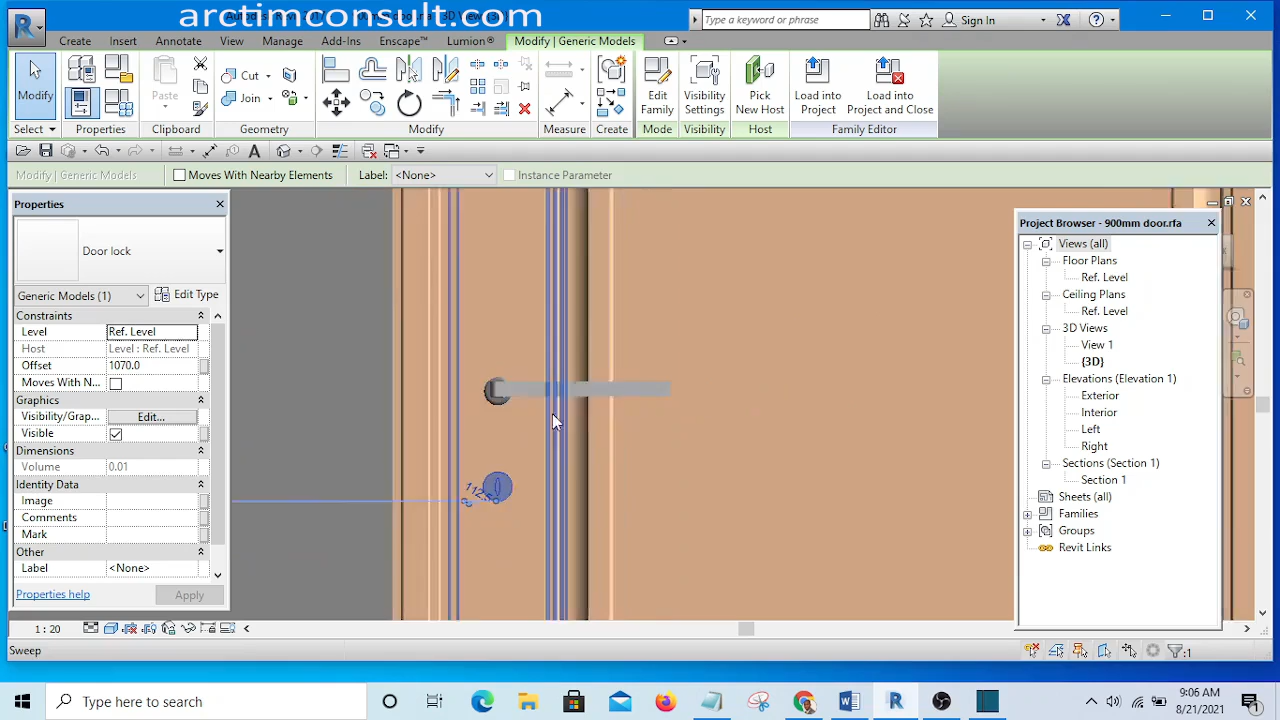 arctimconsult.com
3D View
Type a keyword or phrase
Sign In
Create Insert Annotate View Manage Add-Ins Enscape™ Lumion® Modify | Generic Models
Modify Paste Cut Join Edit Family Visibility Settings Pick New Host Load into Project Load into Project and Close
Select Properties Clipboard Geometry Modify Measure Create Mode Visibility Host Family Editor
Modify | Generic Models Moves With Nearby Elements Label: <None> Instance Parameter
Properties
Door lock
Generic Models (1) Edit Type
Constraints
Level Ref. Level
Host Level : Ref. Level
Offset 1070.0
Moves With N...
Graphics
Visibility/Grap... Edit...
Visible
Dimensions
Volume 0.01
Identity Data
Image
Comments
Mark
Other
Label <None>
Properties help Apply
Project Browser - 900mm door.rfa
Views (all)
Floor Plans
Ref. Level
Ceiling Plans
Ref. Level
3D Views
View 1
{3D}
Elevations (Elevation 1)
Exterior
Interior
Left
Right
Sections (Section 1)
Section 1
Sheets (all)
Families
Groups
Revit Links
1 : 20
Sweep
:1
Type here to search
9:06 AM
8/21/2021